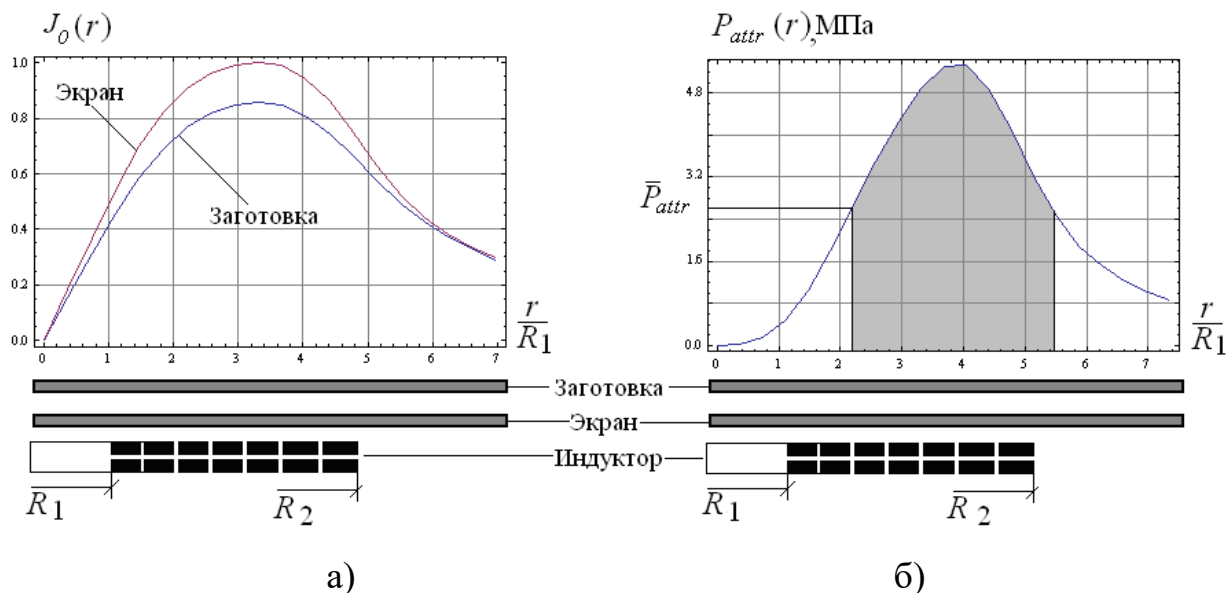 J₀(r)
1.0
0.8
0.6
0.4
0.2
0.0
Экран
Заготовка
0 1 2 3 4 5 6 7
r
R₁
P_attr (r),МПа
4.8
3.2
1.6
0.0
P̅_attr
0 1 2 3 4 5 6 7
r
R₁
Заготовка
Экран
Индуктор
R₁
R₂
R₁
R₂
а)
б)